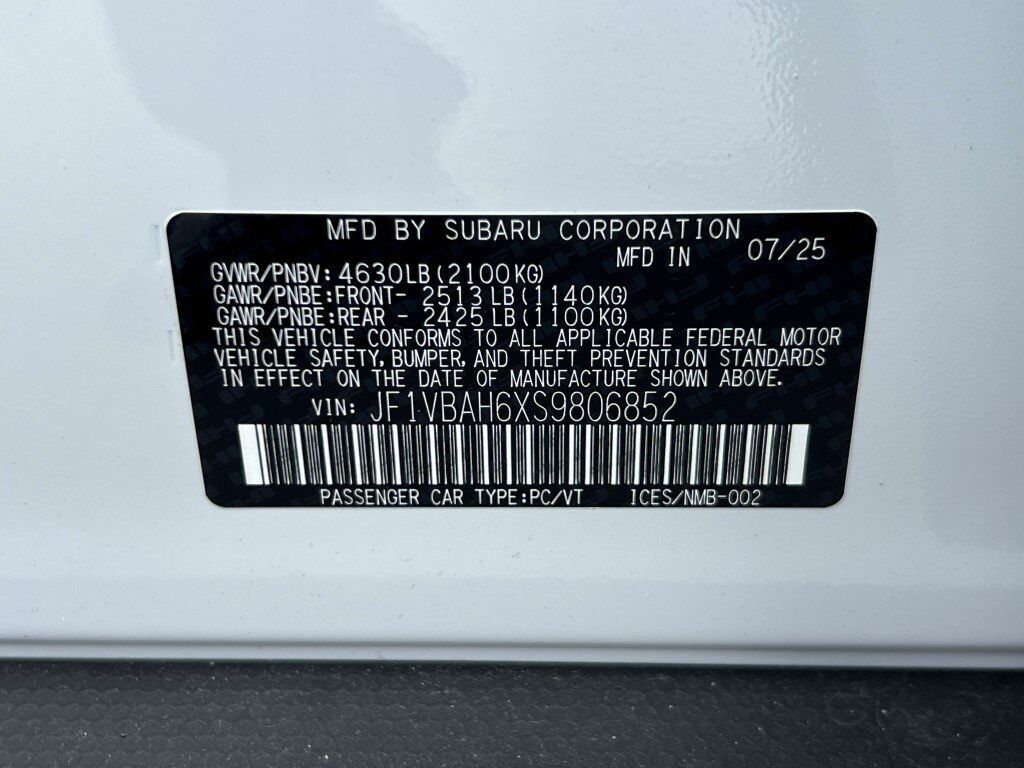 MFD BY SUBARU CORPORATION
MFD IN 07/25
GVWR/PNBV: 4630LB(2100KG)
GAWR/PNBE:FRONT- 2513LB(1140KG)
GAWR/PNBE:REAR - 2425LB(1100KG)
THIS VEHICLE CONFORMS TO ALL APPLICABLE FEDERAL MOTOR
VEHICLE SAFETY, BUMPER, AND THEFT PREVENTION STANDARDS
IN EFFECT ON THE DATE OF MANUFACTURE SHOWN ABOVE.
VIN: JF1VBAH6XS9806852
PASSENGER CAR TYPE:PC/VT ICES/NMB-002